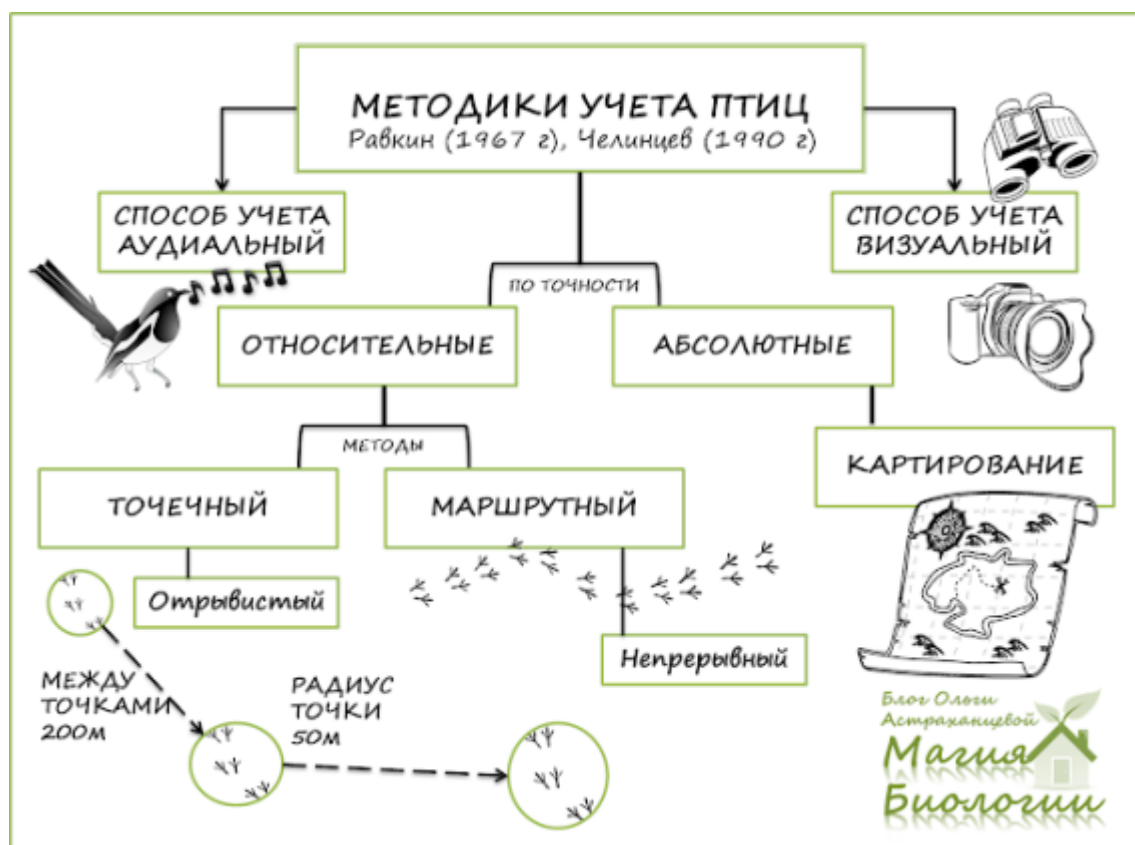 МЕТОДИКИ УЧЕТА ПТИЦ
Равкин (1967 г), Челинцев (1990 г)
СПОСОБ УЧЕТА
АУДИАЛЬНЫЙ
СПОСОБ УЧЕТА
ВИЗУАЛЬНЫЙ
ПО ТОЧНОСТИ
ОТНОСИТЕЛЬНЫЕ
АБСОЛЮТНЫЕ
МЕТОДЫ
КАРТИРОВАНИЕ
ТОЧЕЧНЫЙ
МАРШРУТНЫЙ
Отрывистый
Непрерывный
МЕЖДУ
ТОЧКАМИ
200м
РАДИУС
ТОЧКИ
50м
Блог Ольги
Астраханцевой
Магия
Биологии